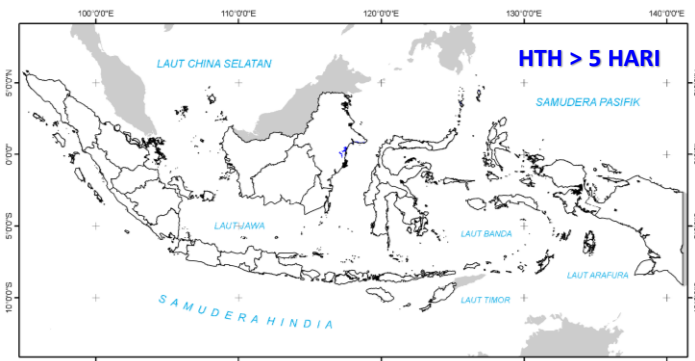 100°0'0"E 110°0'0"E 120°0'0"E 130°0'0"E 140°0'0"E
HTH > 5 HARI
LAUT CHINA SELATAN
5°0'0"N
SAMUDERA PASIFIK
0°0'0"
LAUT JAWA
LAUT BANDA
5°0'0"S
LAUT ARAFURA
10°0'0"S
LAUT TIMOR
SAMUDERA HINDIA